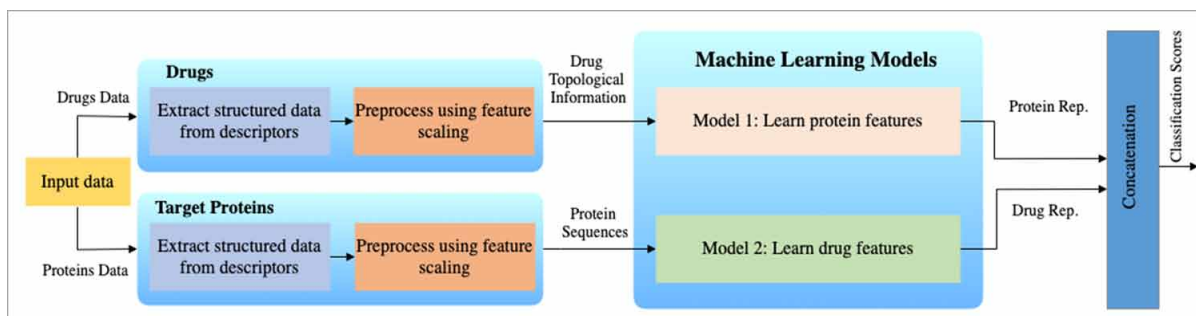 Drugs Data
Input data
Proteins Data
Drugs
Extract structured data
from descriptors
Preprocess using feature
scaling
Target Proteins
Extract structured data
from descriptors
Preprocess using feature
scaling
Drug
Topological
Information
Protein
Sequences
Machine Learning Models
Model 1: Learn protein features
Model 2: Learn drug features
Protein Rep.
Drug Rep.
Concatenation
Classification Scores